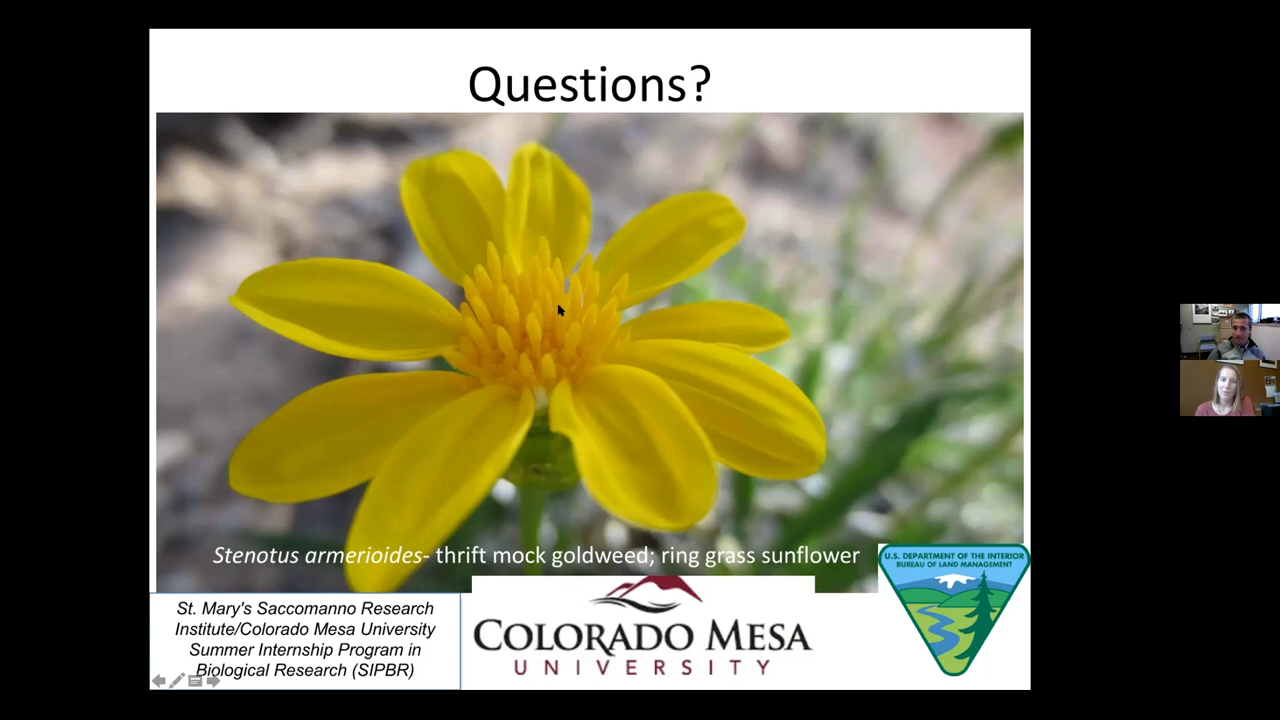 Questions?
Stenotus armerioides- thrift mock goldweed; ring grass sunflower
U.S. DEPARTMENT OF THE INTERIOR
BUREAU OF LAND MANAGEMENT
St. Mary's Saccomanno Research
Institute/Colorado Mesa University
Summer Internship Program in
Biological Research (SIPBR)
COLORADO MESA
UNIVERSITY